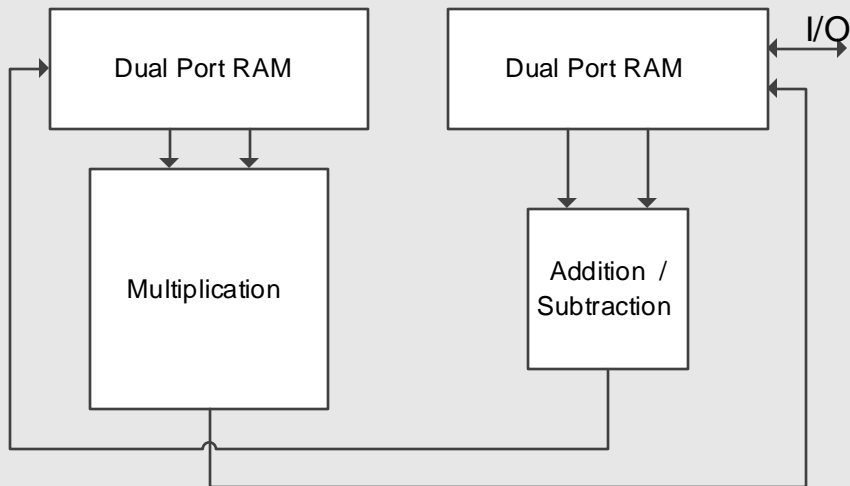 I/O
Dual Port RAM
Dual Port RAM
Multiplication
Addition /
Subtraction